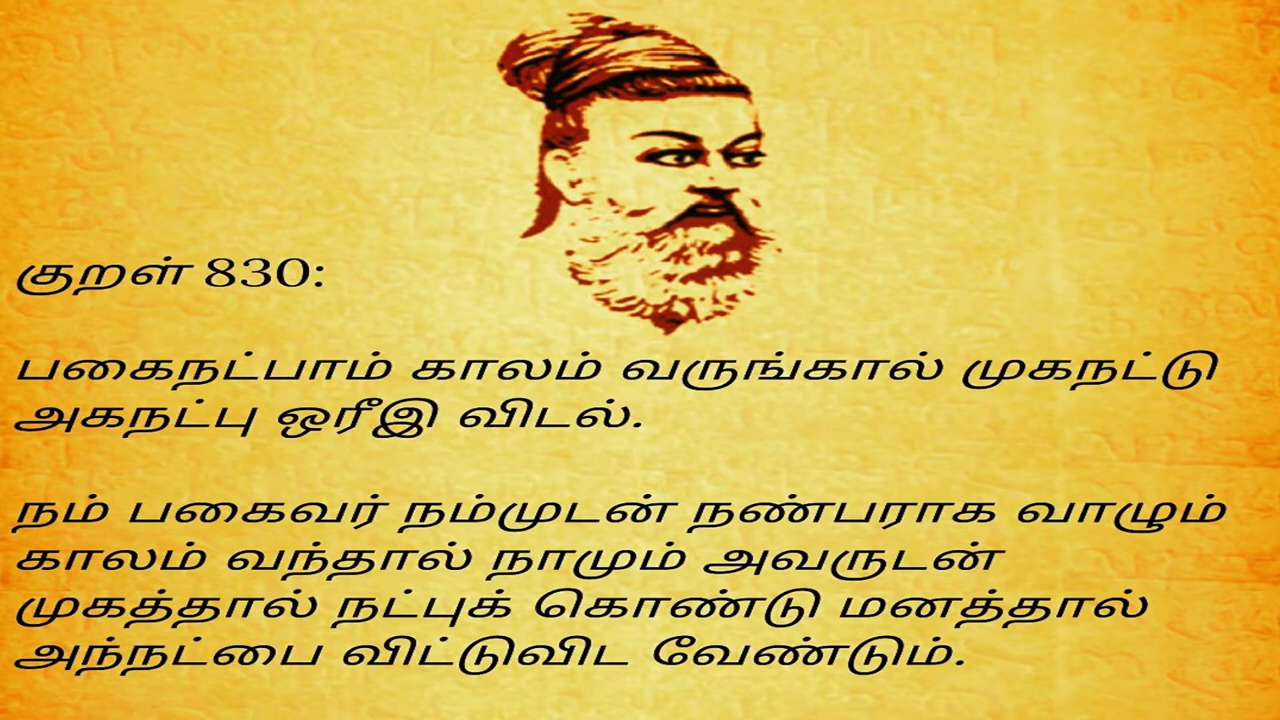 குறள் 830:
பகைநட்பாம் காலம் வருங்கால் முகநட்டு
அகநட்பு ஒரீஇ விடல்.
நம் பகைவர் நம்முடன் நண்பராக வாழும்
காலம் வந்தால் நாமும் அவருடன்
முகத்தால் நட்புக் கொண்டு மனத்தால்
அந்நட்பை விட்டுவிட வேண்டும்.